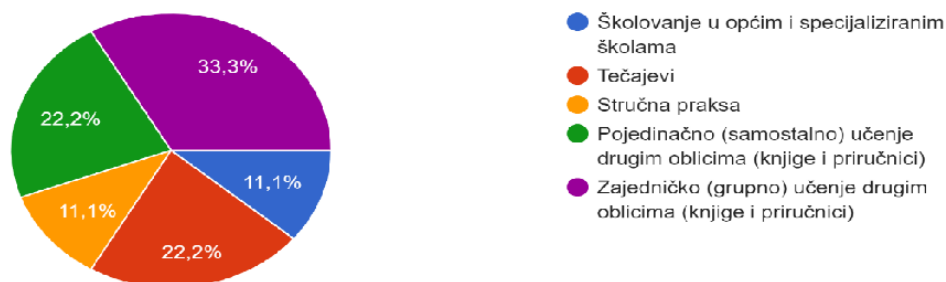 33,3%
22,2%
11,1%
11,1%
22,2%
Školovanje u općim i specijaliziranim
školama
Tečajevi
Stručna praksa
Pojedinačno (samostalno) učenje
drugim oblicima (knjige i priručnici)
Zajedničko (grupno) učenje drugim
oblicima (knjige i priručnici)